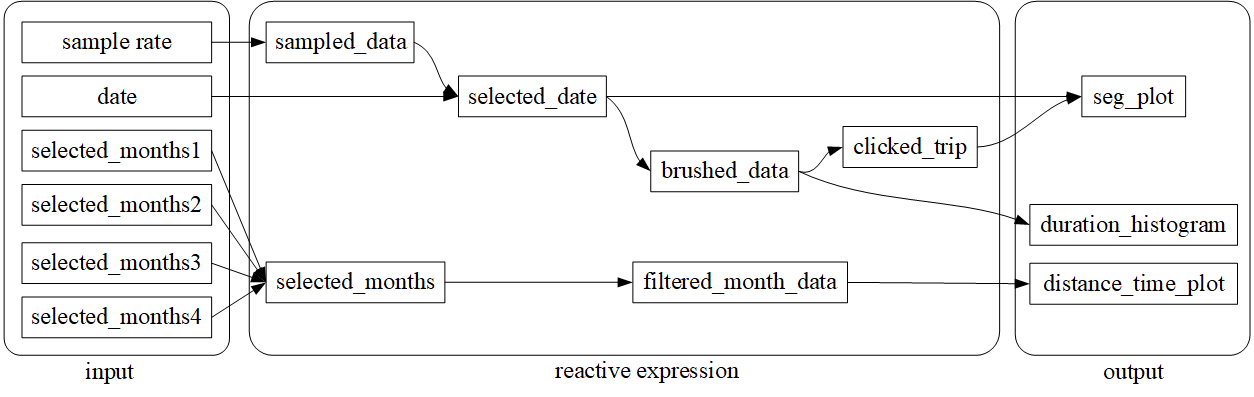 sample rate
date
selected_months1
selected_months2
selected_months3
selected_months4
input
sampled_data
selected_date
clicked_trip
brushed_data
selected_months
filtered_month_data
reactive expression
seg_plot
duration_histogram
distance_time_plot
output